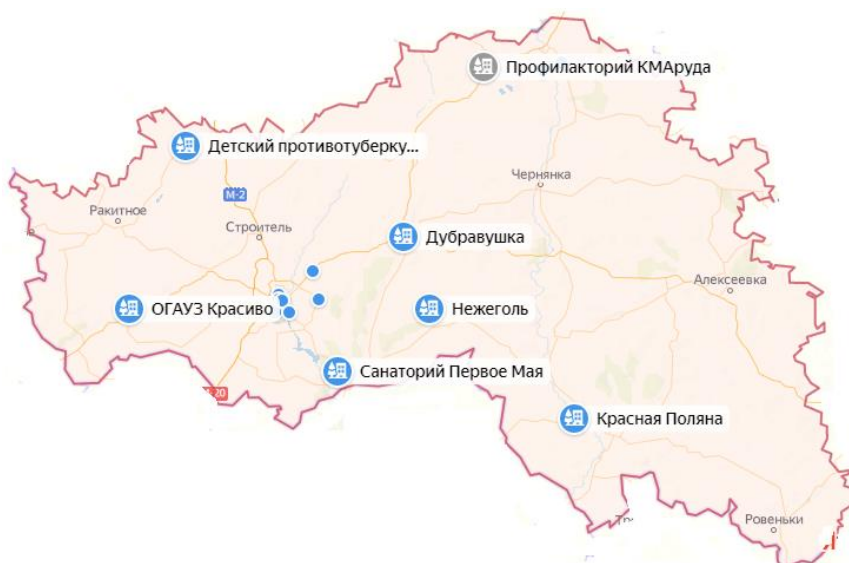 Профилакторий КМАруда
Детский противотуберку...
Чернянка
М-2
Ракитное
Строитель
Дубравушка
Алексеевка
ОГАУЗ Красиво
Нежеголь
Санаторий Первое Мая
20
Красная Поляна
Ровеньки